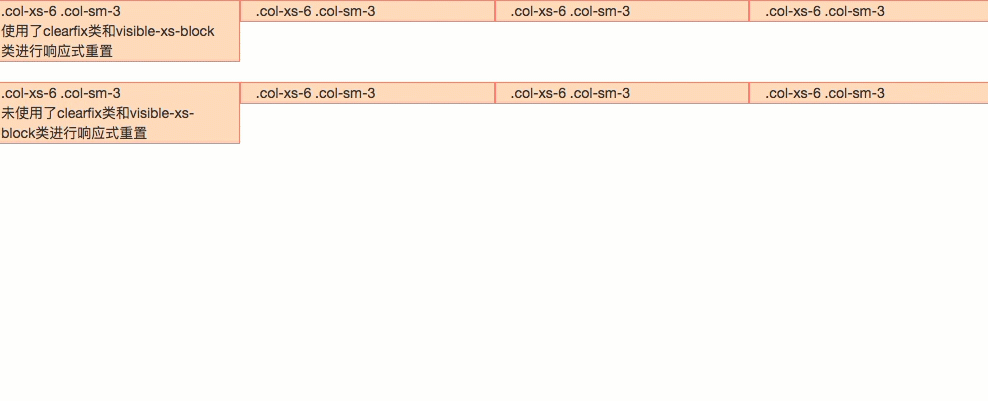 .col-xs-6 .col-sm-3 .col-xs-6 .col-sm-3 .col-xs-6 .col-sm-3 .col-xs-6 .col-sm-3
使用了clearfix类和visible-xs-block
类进行响应式重置
.col-xs-6 .col-sm-3 .col-xs-6 .col-sm-3 .col-xs-6 .col-sm-3 .col-xs-6 .col-sm-3
未使用了clearfix类和visible-xs-
block类进行响应式重置